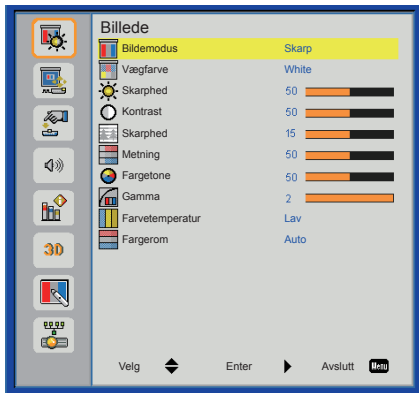 Billede
Bildemodus Skarp
Vægfarve White
Skarphed 50
Kontrast 50
Skarphed 15
Metning 50
Fargetone 50
Gamma 2
Farvetemperatur Lav
Fargerom Auto
3D
Velg Enter Avslutt Menu